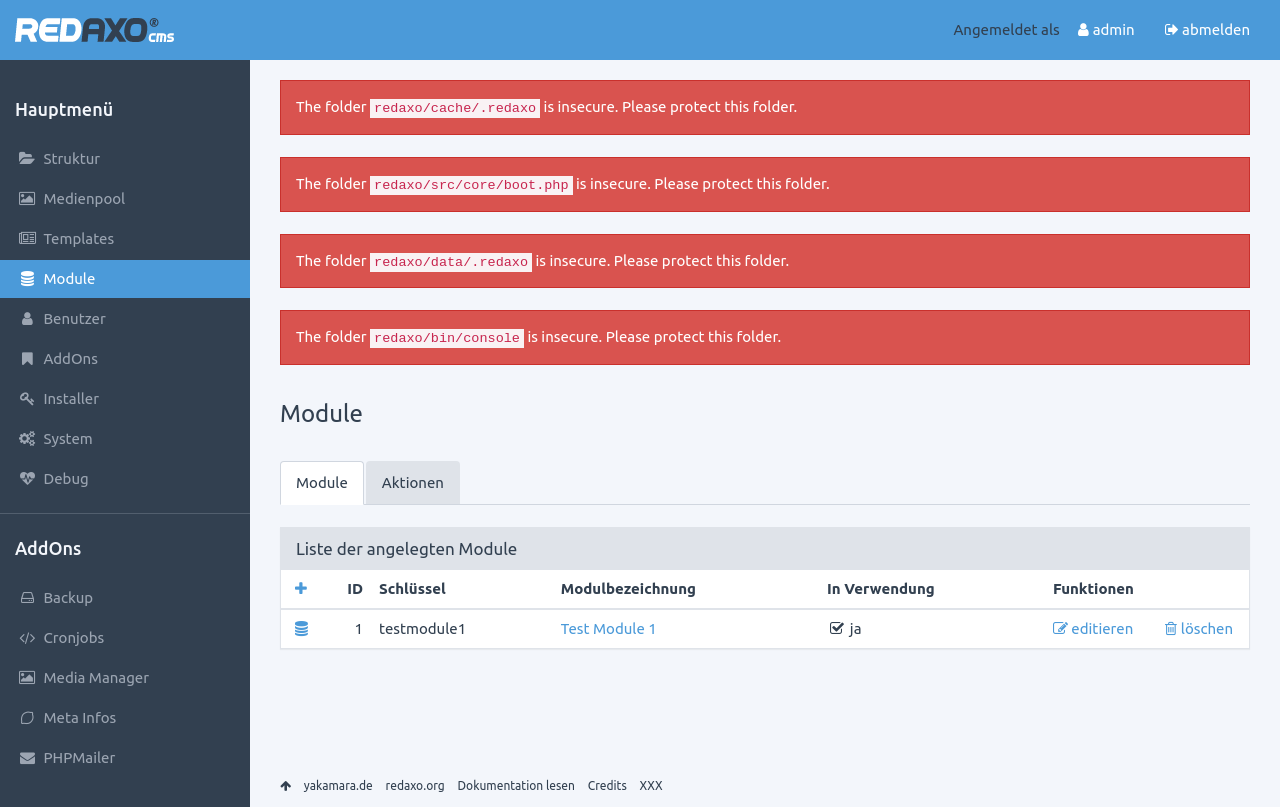 REDAXO® cms
Angemeldet als admin abmelden
Hauptmenü
Struktur
Medienpool
Templates
Module
Benutzer
AddOns
Installer
System
Debug
AddOns
Backup
Cronjobs
Media Manager
Meta Infos
PHPMailer
The folder redaxo/cache/.redaxo is insecure. Please protect this folder.
The folder redaxo/src/core/boot.php is insecure. Please protect this folder.
The folder redaxo/data/.redaxo is insecure. Please protect this folder.
The folder redaxo/bin/console is insecure. Please protect this folder.
Module
Module Aktionen
Liste der angelegten Module
ID Schlüssel Modulbezeichnung In Verwendung Funktionen
1 testmodule1 Test Module 1 ja editieren löschen
yakamara.de redaxo.org Dokumentation lesen Credits XXX